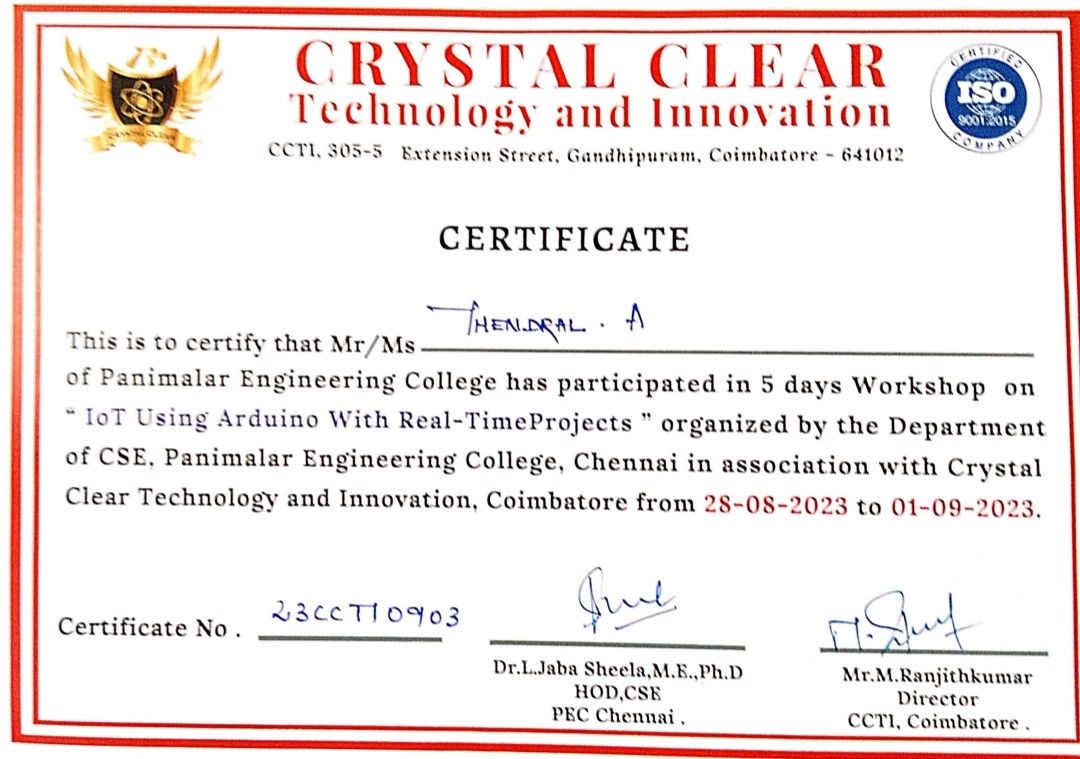 CRYSTAL CLEAR
Technology and Innovation
CCTI, 305-5 Extension Street, Gandhipuram, Coimbatore - 641012
CRYSTAL CLEAR
CERTIFIED
ISO
9001:2015
COMPANY
CERTIFICATE
THENDRAL . A
This is to certify that Mr/Ms
of Panimalar Engineering College has participated in 5 days Workshop on
“ IoT Using Arduino With Real-TimeProjects ” organized by the Department
of CSE, Panimalar Engineering College, Chennai in association with Crystal
Clear Technology and Innovation, Coimbatore from 28-08-2023 to 01-09-2023.
Certificate No . 23CCTI0903
Dr.L.Jaba Sheela,M.E.,Ph.D
HOD,CSE
PEC Chennai .
Mr.M.Ranjithkumar
Director
CCTI, Coimbatore .